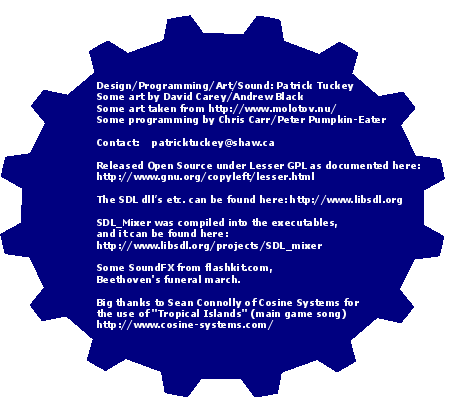 Design/Programming/Art/Sound: Patrick Tuckey
Some art by David Carey/Andrew Black
Some art taken from http://www.molotov.nu/
Some programming by Chris Carr/Peter Pumpkin-Eater
Contact: patricktuckey@shaw.ca
Released Open Source under Lesser GPL as documented here:
http://www.gnu.org/copyleft/lesser.html
The SDL dll's etc. can be found here: http://www.libsdl.org
SDL_Mixer was compiled into the executables,
and it can be found here:
http://www.libsdl.org/projects/SDL_mixer
Some SoundFX from flashkit.com,
Beethoven's funeral march.
Big thanks to Sean Connolly of Cosine Systems for
the use of "Tropical Islands" (main game song)
http://www.cosine-systems.com/